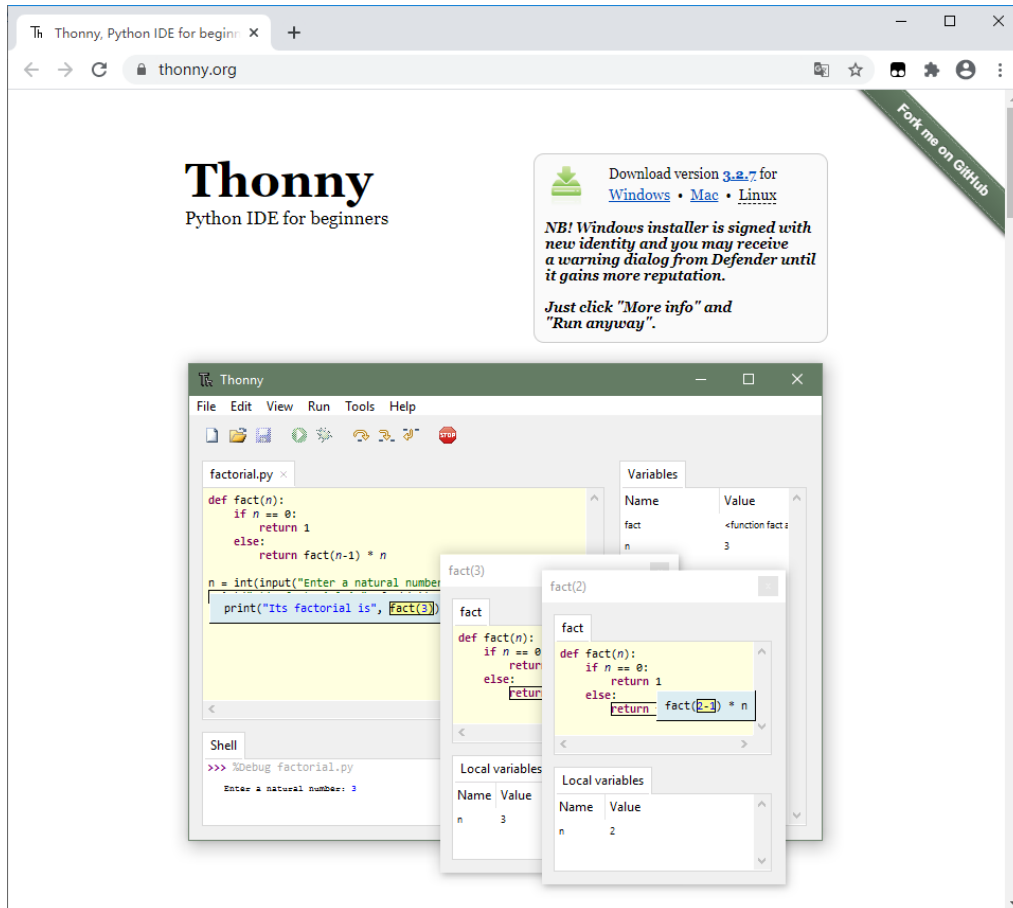 Thonny, Python IDE for beginn
thonny.org
Fork me on GitHub
Thonny
Python IDE for beginners
Download version 3.2.7 for
Windows • Mac • Linux
NB! Windows installer is signed with
new identity and you may receive
a warning dialog from Defender until
it gains more reputation.
Just click "More info" and
"Run anyway".
Th Thonny
File Edit View Run Tools Help
STOP
factorial.py
def fact(n):
if n == 0:
return 1
else:
return fact(n-1) * n
n = int(input("Enter a natural number
print("Its factorial is", fact(3))
Shell
>>> %Debug factorial.py
Enter a natural number: 3
Variables
Name Value
fact <function fact a
n 3
fact(3)
fact
def fact(n):
if n == 0
retur
else:
retur
Local variables
Name Value
n 3
fact(2)
fact
def fact(n):
if n == 0:
return 1
else:
return fact(2-1) * n
Local variables
Name Value
n 2